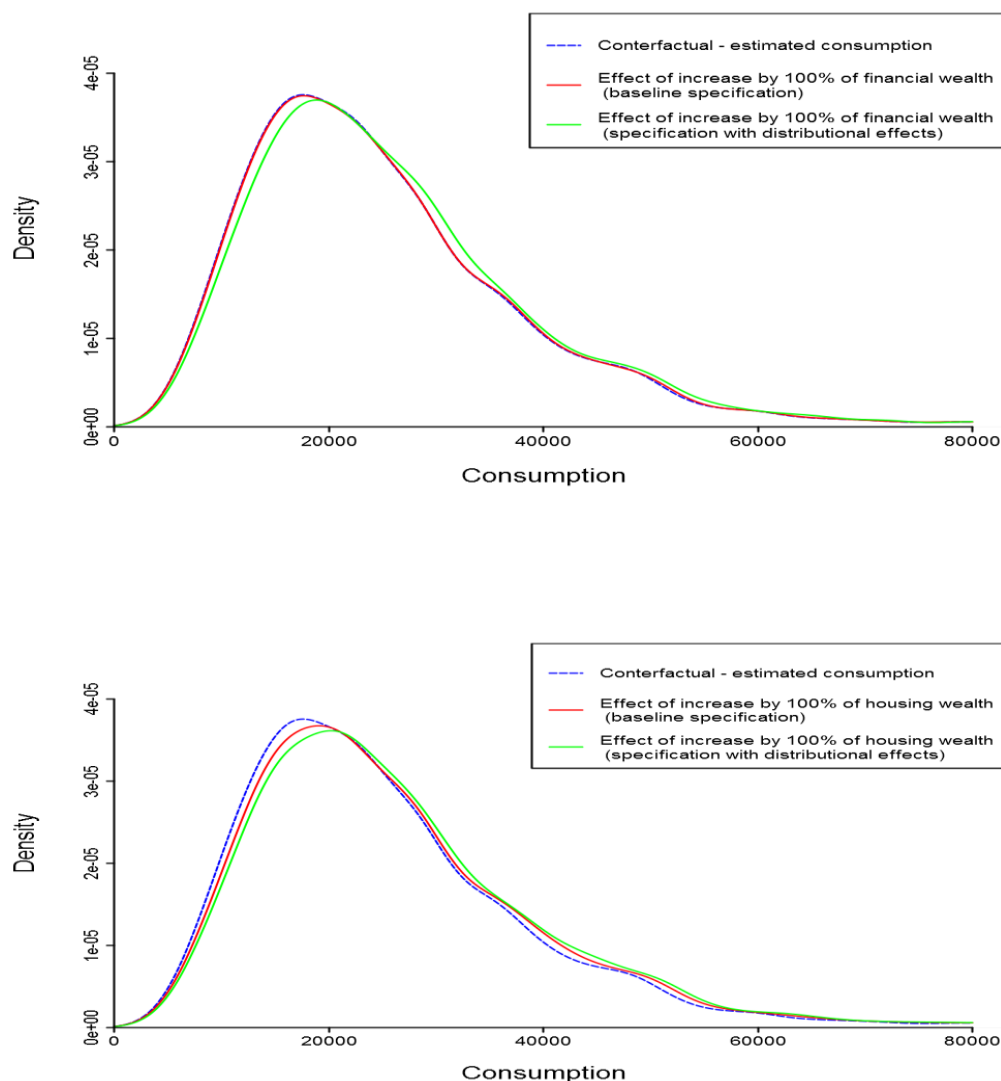 Conterfactual - estimated consumption
Effect of increase by 100% of financial wealth
(baseline specification)
Effect of increase by 100% of financial wealth
(specification with distributional effects)
4e-05
3e-05
2e-05
1e-05
0e+00
Density
0
20000
40000
60000
80000
Consumption
Conterfactual - estimated consumption
Effect of increase by 100% of housing wealth
(baseline specification)
Effect of increase by 100% of housing wealth
(specification with distributional effects)
4e-05
3e-05
2e-05
1e-05
0e+00
Density
0
20000
40000
60000
80000
Consumption